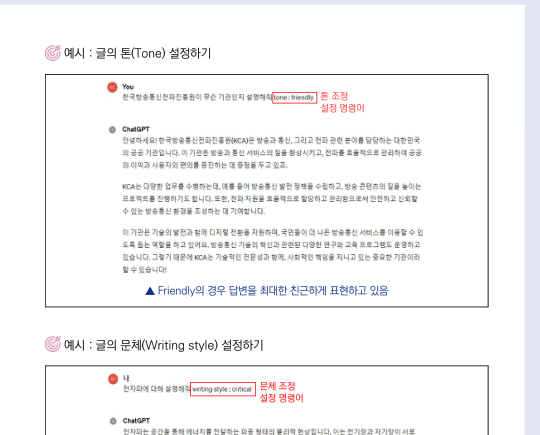 예시 : 글의 톤(Tone) 설정하기
You
한국방송통신전파진흥원이 무슨 기관인지 설명해줘 tone : friendly
톤 조정
설정 명령어
ChatGPT
안녕하세요! 한국방송통신전파진흥원(KCA)은 방송과 통신, 그리고 전파 관련 분야를 담당하는 대한민국
의 공공 기관입니다. 이 기관은 방송과 통신 서비스의 질을 향상시키고, 전파를 효율적으로 관리하여 공공
의 이익과 사용자의 편의를 증진하는 데 중점을 두고 있죠.
KCA는 다양한 업무를 수행하는데, 예를 들어 방송통신 발전 정책을 수립하고, 방송 콘텐츠의 질을 높이는
프로젝트를 진행하기도 합니다. 또한, 전파 자원을 효율적으로 할당하고 관리함으로써 안전하고 신뢰할
수 있는 방송통신 환경을 조성하는 데 기여합니다.
이 기관은 기술의 발전과 함께 디지털 전환을 지원하며, 국민들이 더 나은 방송통신 서비스를 이용할 수 있
도록 돕는 역할을 하고 있어요. 방송통신 기술의 혁신과 관련된 다양한 연구와 교육 프로그램도 운영하고
있습니다. 그렇기 때문에 KCA는 기술적인 전문성과 함께, 사회적인 책임을 지니고 있는 중요한 기관이라
할 수 있습니다!
▲ Friendly의 경우 답변을 최대한 친근하게 표현하고 있음
예시 : 글의 문체(Writing style) 설정하기
나
전자파에 대해 설명해줘 writing style : critical
문체 조정
설정 명령어
ChatGPT
전자파는 공간을 통해 에너지를 전달하는 파동 형태의 물리적 현상입니다. 이는 전기장과 자기장이 서로